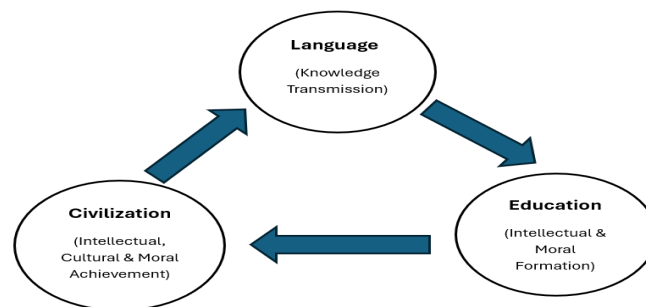 Language
(Knowledge
Transmission)
Education
(Intellectual &
Moral
Formation)
Civilization
(Intellectual,
Cultural & Moral
Achievement)